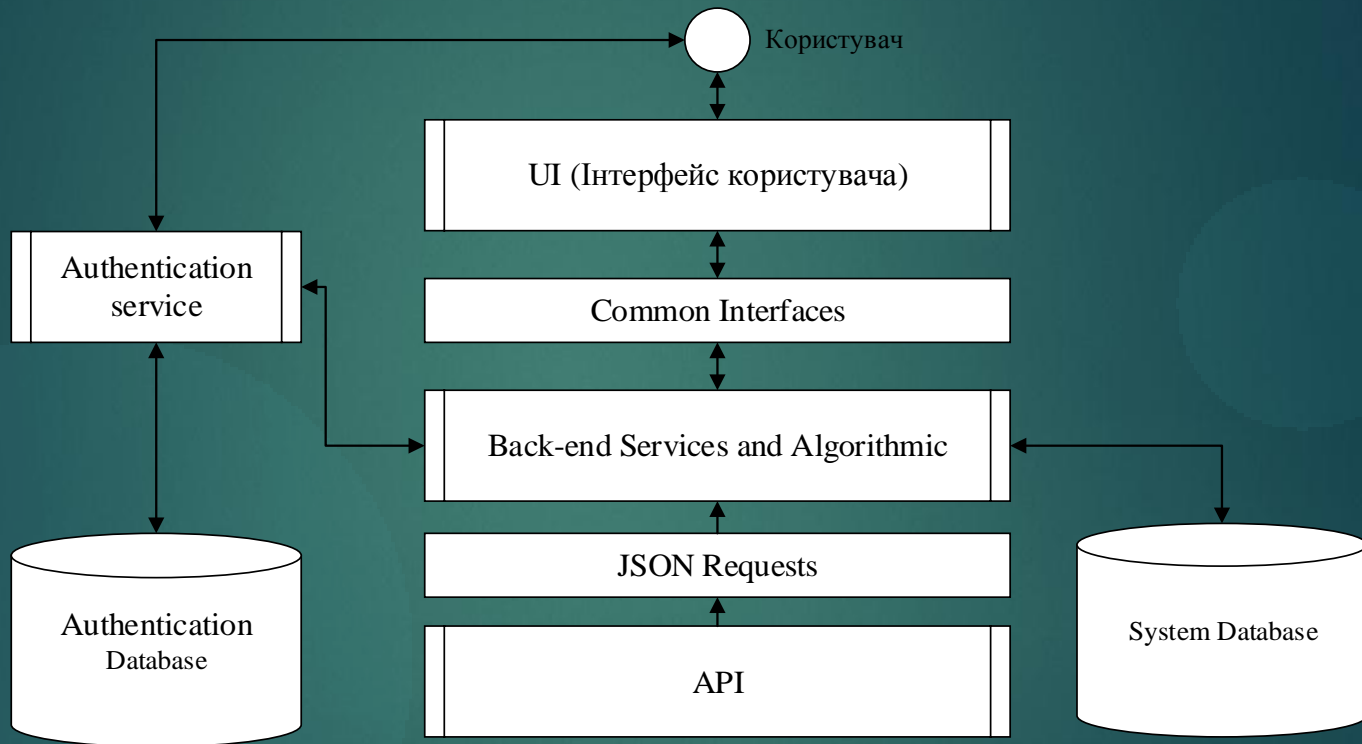 Користувач
UI (Інтерфейс користувача)
Authentication
service
Common Interfaces
Back-end Services and Algorithmic
JSON Requests
Authentication
Database
System Database
API